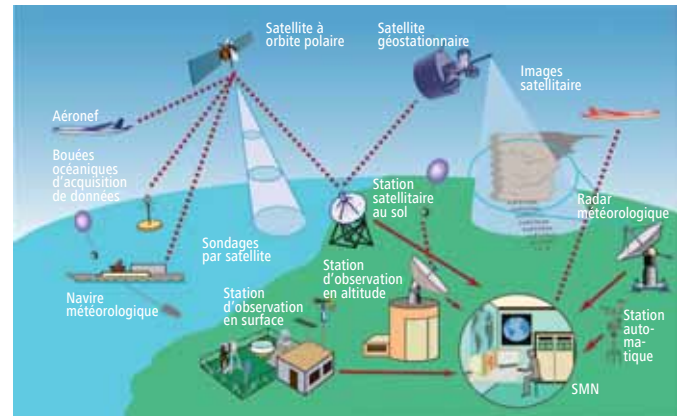 Satellite à
orbite polaire
Satellite
géostationnaire
Images
satellitaire
Aéronef
Bouées
océaniques
d'acquisition
de données
Station
satellitaire
au sol
Radar
météorologique
Sondages
par satellite
Station
d'observation
en altitude
Navire
météorologique
Station
d'observation
en surface
Station
auto-
ma-
tique
SMN